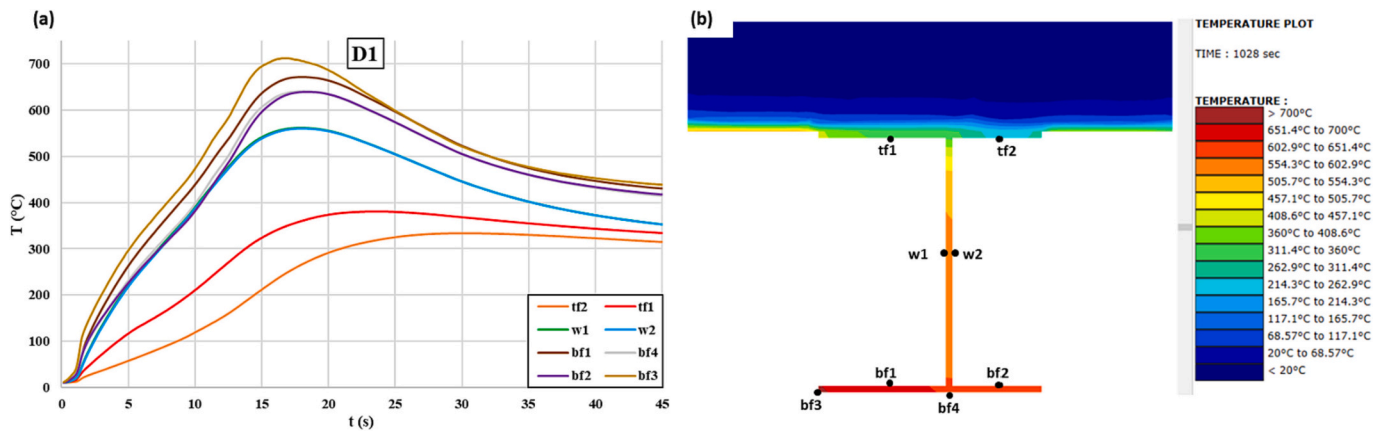 (a)
D1
T (°C)
700
600
500
400
300
200
100
0
0 5 10 15 20 25 30 35 40 45
t (s)
tf2 tf1
w1 w2
bf1 bf4
bf2 bf3
(b)
tf1 tf2
w1 w2
bf1 bf2
bf3 bf4
TEMPERATURE PLOT
TIME : 1028 sec
TEMPERATURE :
> 700°C
651.4°C to 700°C
602.9°C to 651.4°C
554.3°C to 602.9°C
505.7°C to 554.3°C
457.1°C to 505.7°C
408.6°C to 457.1°C
360°C to 408.6°C
311.4°C to 360°C
262.9°C to 311.4°C
214.3°C to 262.9°C
165.7°C to 214.3°C
117.1°C to 165.7°C
68.57°C to 117.1°C
20°C to 68.57°C
< 20°C